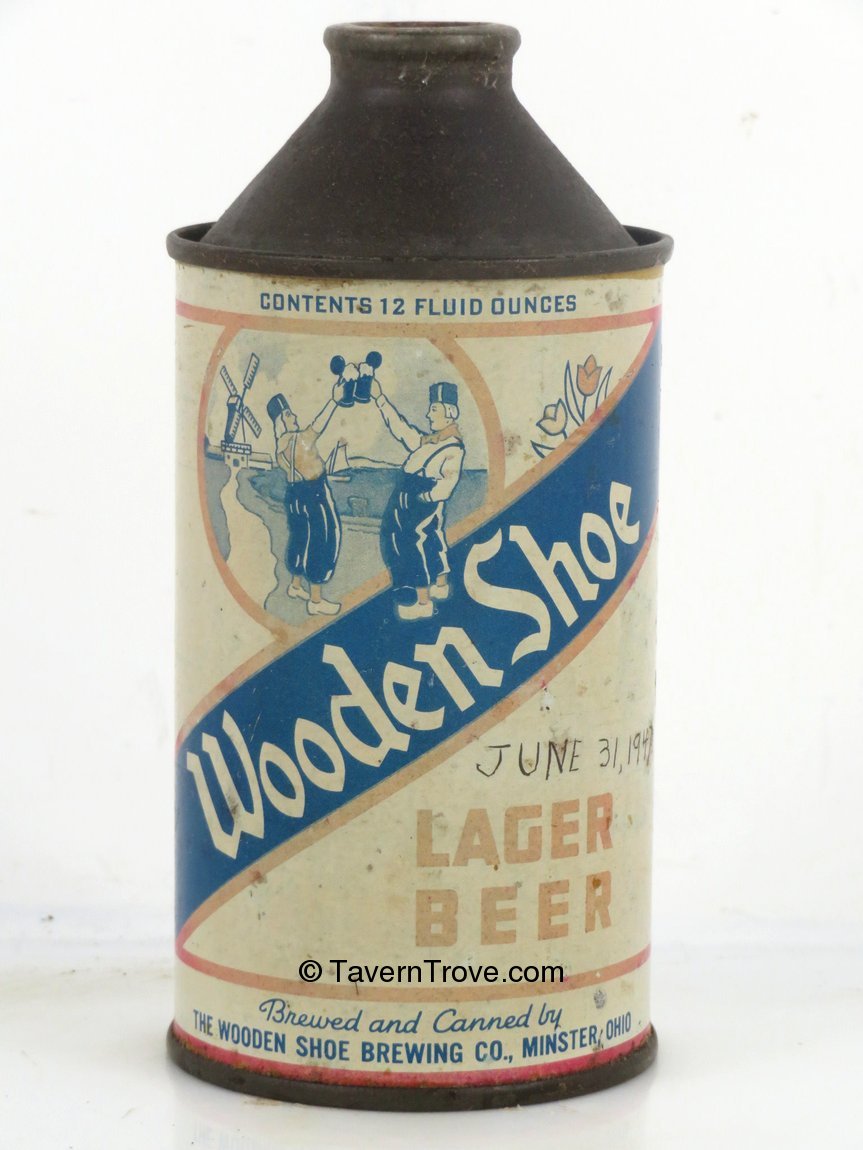 CONTENTS 12 FLUID OUNCES
Wooden Shoe
JUNE 31,
LAGER
BEER
© TavernTrove.com
Brewed and Canned by
THE WOODEN SHOE BREWING CO., MINSTER, OHIO